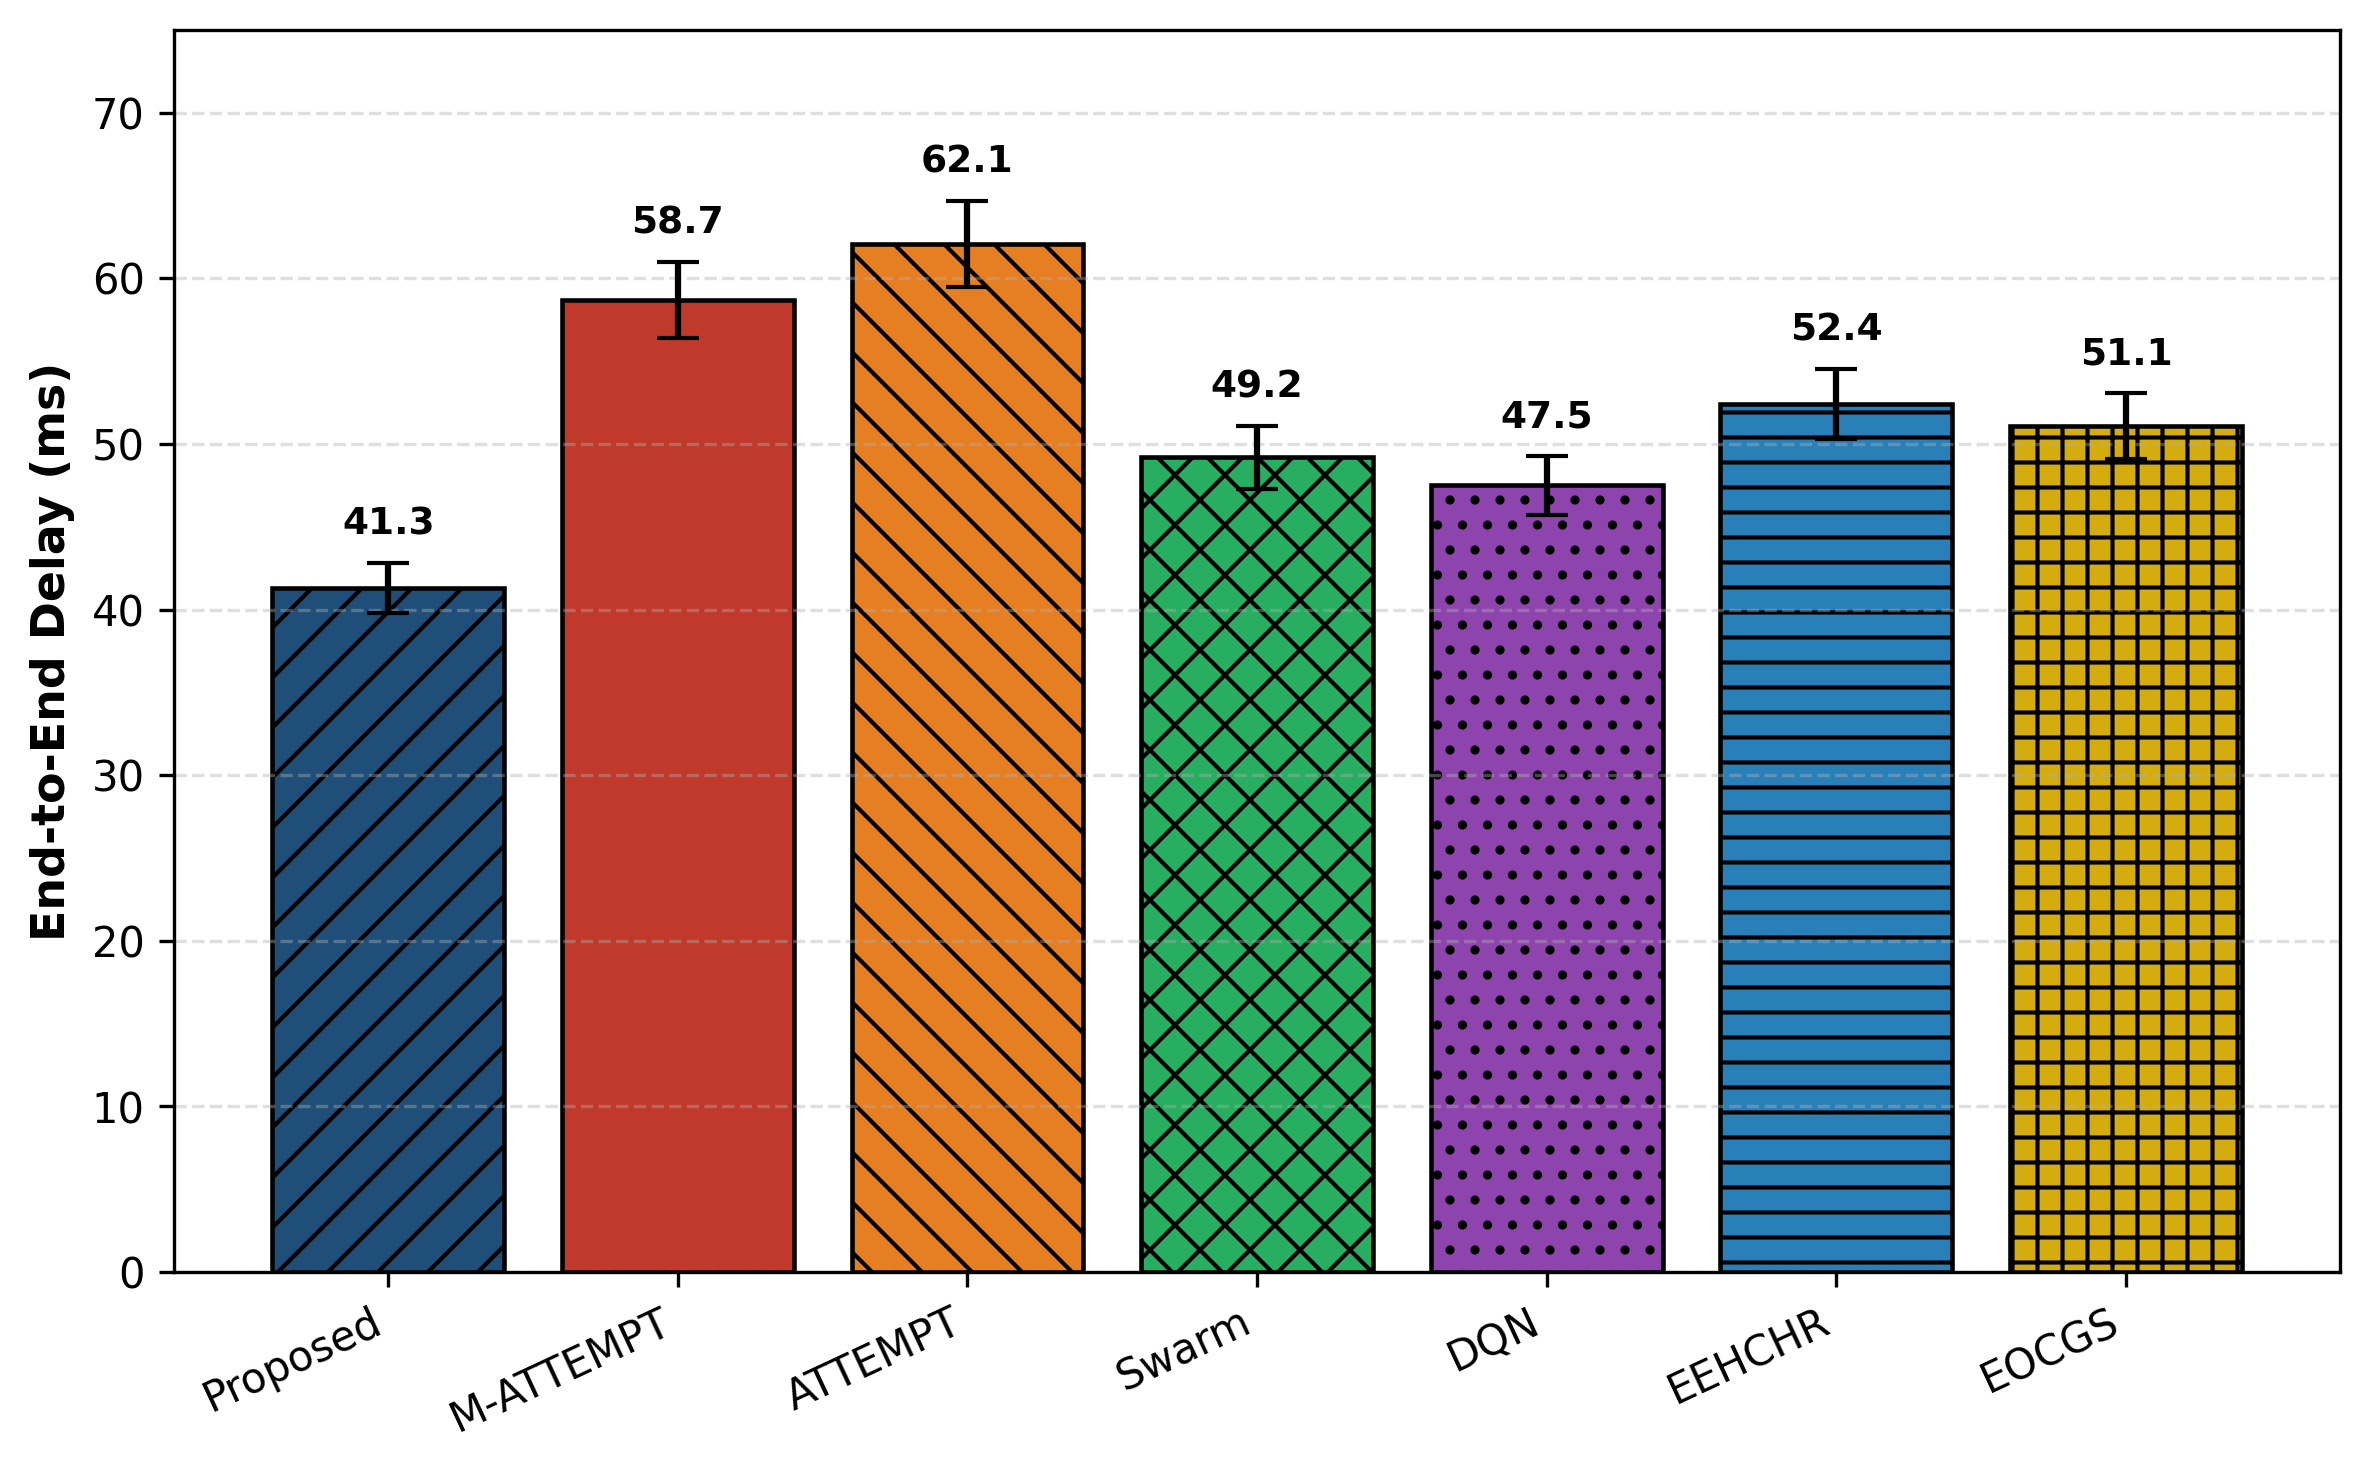 End-to-End Delay (ms)
70
60
50
40
30
20
10
0
41.3
58.7
62.1
49.2
47.5
52.4
51.1
Proposed
M-ATTEMPT
ATTEMPT
Swarm
DQN
EEHCHR
EOCGS